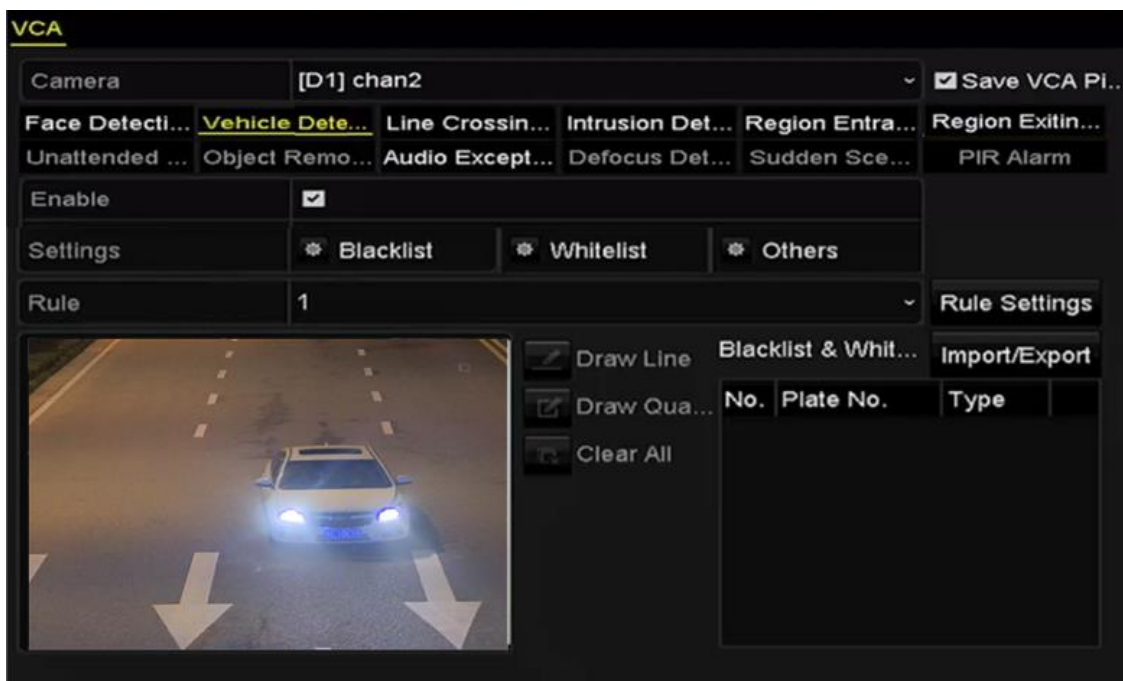 VCA
Camera [D1] chan2 Save VCA Pi..
Face Detecti... Vehicle Dete... Line Crossin... Intrusion Det... Region Entra... Region Exitin...
Unattended ... Object Remo... Audio Except... Defocus Det... Sudden Sce... PIR Alarm
Enable
Settings Blacklist Whitelist Others
Rule 1 Rule Settings
Draw Line Blacklist & Whit... Import/Export
Draw Qua... No. Plate No. Type
Clear All